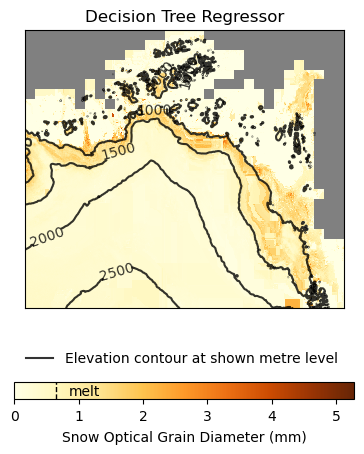 Decision Tree Regressor
1000
1500
2000
2500
Elevation contour at shown metre level
melt
0 1 2 3 4 5
Snow Optical Grain Diameter (mm)